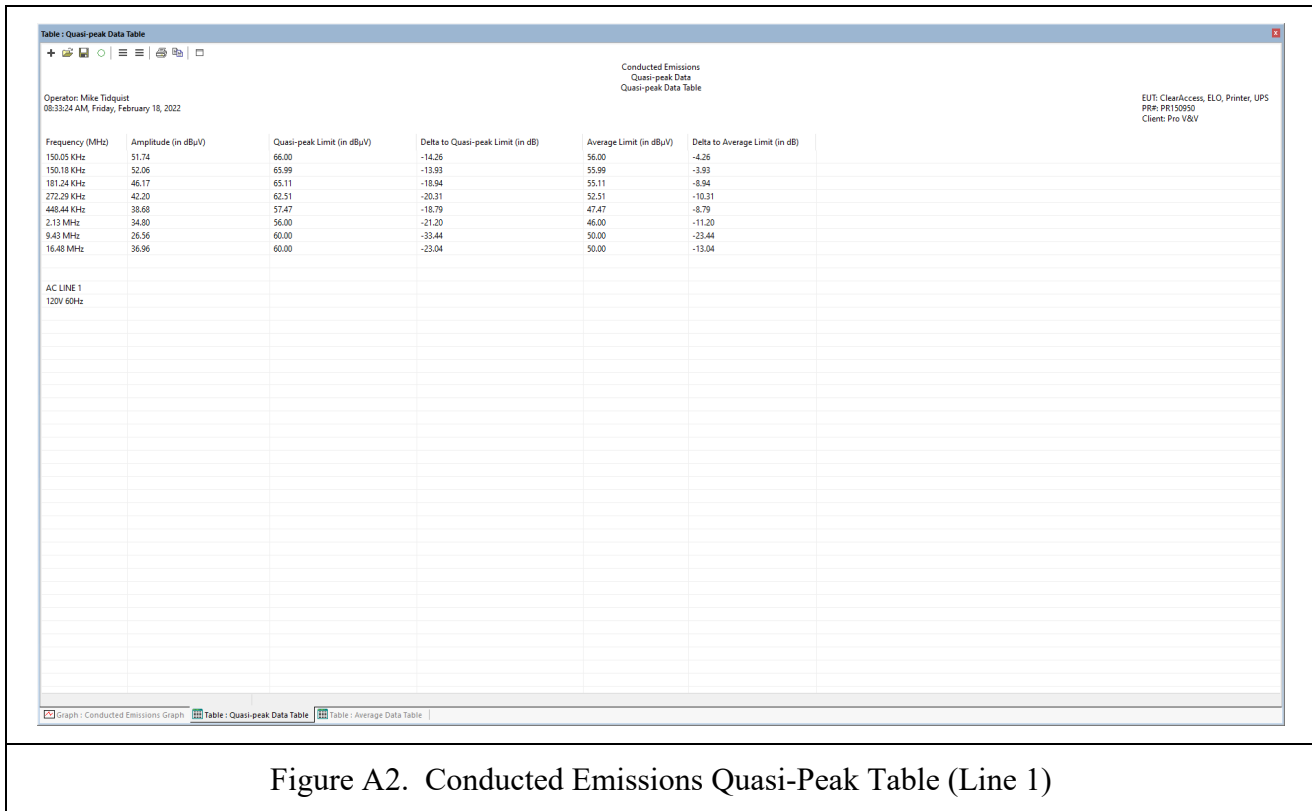 Table : Quasi-peak Data Table
Conducted Emissions
Quasi-peak Data
Quasi-peak Data Table
Operator: Mike Tidquist
08:33:24 AM, Friday, February 18, 2022
EUT: ClearAccess, ELO, Printer, UPS
PR#: PR150950
Client: Pro V&V
Frequency (MHz) Amplitude (in dBµV) Quasi-peak Limit (in dBµV) Delta to Quasi-peak Limit (in dB) Average Limit (in dBµV) Delta to Average Limit (in dB)
150.05 KHz 51.74 66.00 -14.26 56.00 -4.26
150.18 KHz 52.06 65.99 -13.93 55.99 -3.93
181.24 KHz 46.17 65.11 -18.94 55.11 -8.94
272.29 KHz 42.20 62.51 -20.31 52.51 -10.31
448.44 KHz 38.68 57.47 -18.79 47.47 -8.79
2.13 MHz 34.80 56.00 -21.20 46.00 -11.20
9.43 MHz 26.56 60.00 -33.44 50.00 -23.44
16.48 MHz 36.96 60.00 -23.04 50.00 -13.04
AC LINE 1
120V 60Hz
Graph : Conducted Emissions Graph Table : Quasi-peak Data Table Table : Average Data Table
Figure A2. Conducted Emissions Quasi-Peak Table (Line 1)